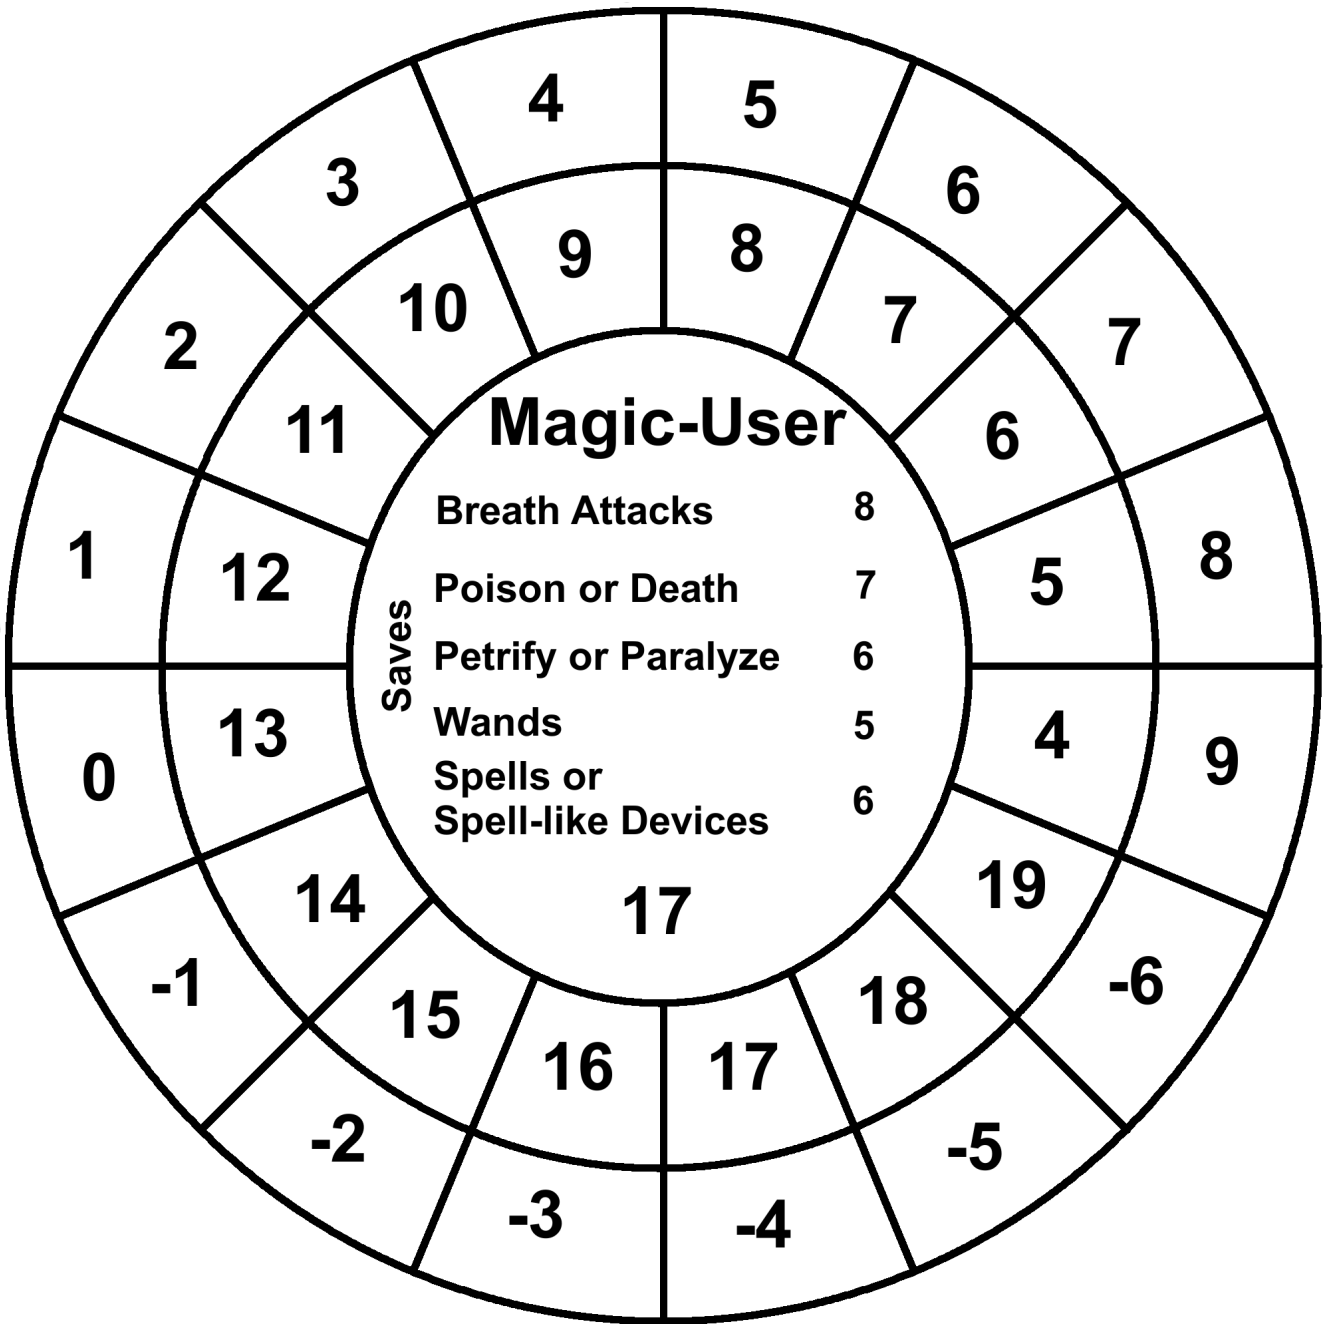 4 5
3 6
9 8
2 10 7 7
11 6
Magic-User
Breath Attacks 8
1 12 5 8
Saves
Poison or Death 7
Petrify or Paralyze 6
Wands 5
Spells or
Spell-like Devices 6
0 13 4 9
14 19
17
-1 15 18 -6
16 17
-2 -5
-3 -4